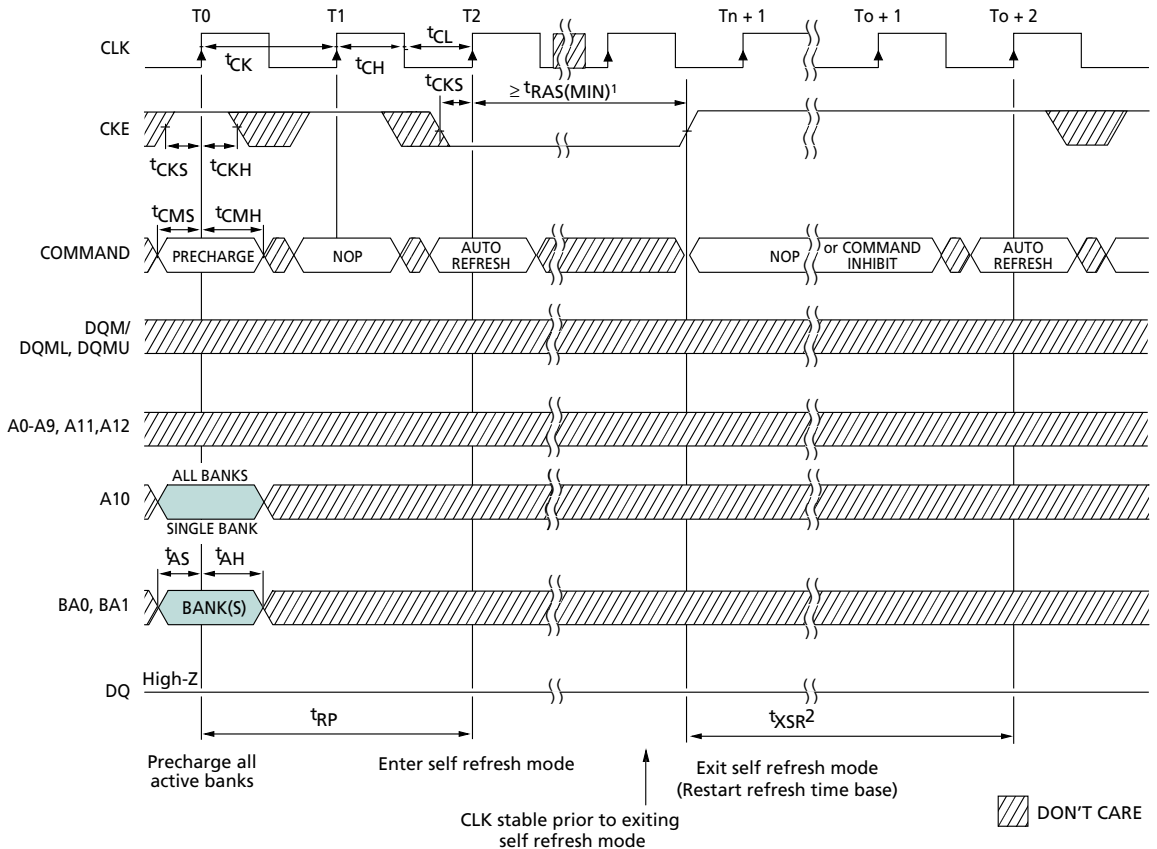 T0 T1 T2 Tn + 1 To + 1 To + 2
CLK
tCK tCH tCL
tCKS
≥ tRAS(MIN)1
CKE
tCKS tCKH
tCMS tCMH
COMMAND
PRECHARGE
NOP
AUTO
REFRESH
NOP
or COMMAND
INHIBIT
AUTO
REFRESH
DQM/
DQML, DQMU
A0-A9, A11,A12
ALL BANKS
A10
SINGLE BANK
tAS tAH
BA0, BA1
BANK(S)
High-Z
DQ
tRP
tXSR2
Precharge all
active banks
Enter self refresh mode
CLK stable prior to exiting
self refresh mode
Exit self refresh mode
(Restart refresh time base)
DON'T CARE